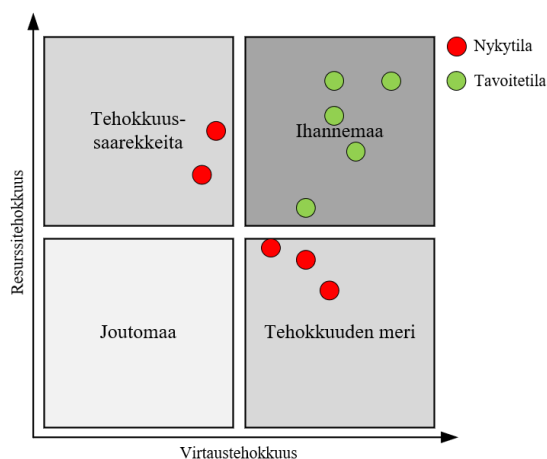 Nykytila
Tavoitetila
Tehokkuus-
saarekkeita
Ihannemaa
Joutomaa
Tehokkuuden meri
Resurssitehokkuus
Virtaustehokkuus